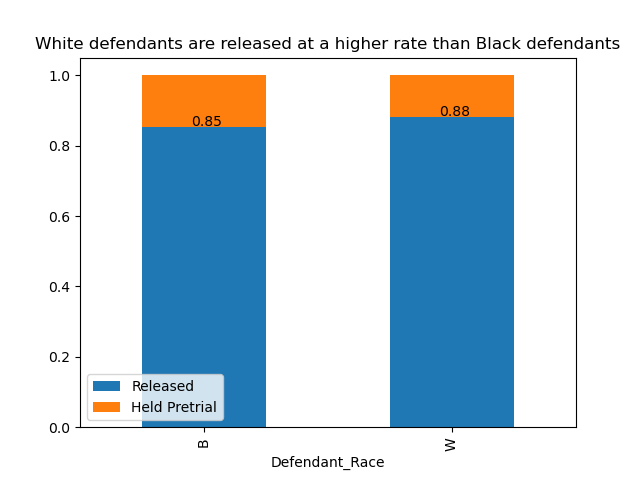 White defendants are released at a higher rate than Black defendants
1.0
0.8
0.6
0.4
0.2
0.0
0.85
0.88
Released
Held Pretrial
B
W
Defendant_Race